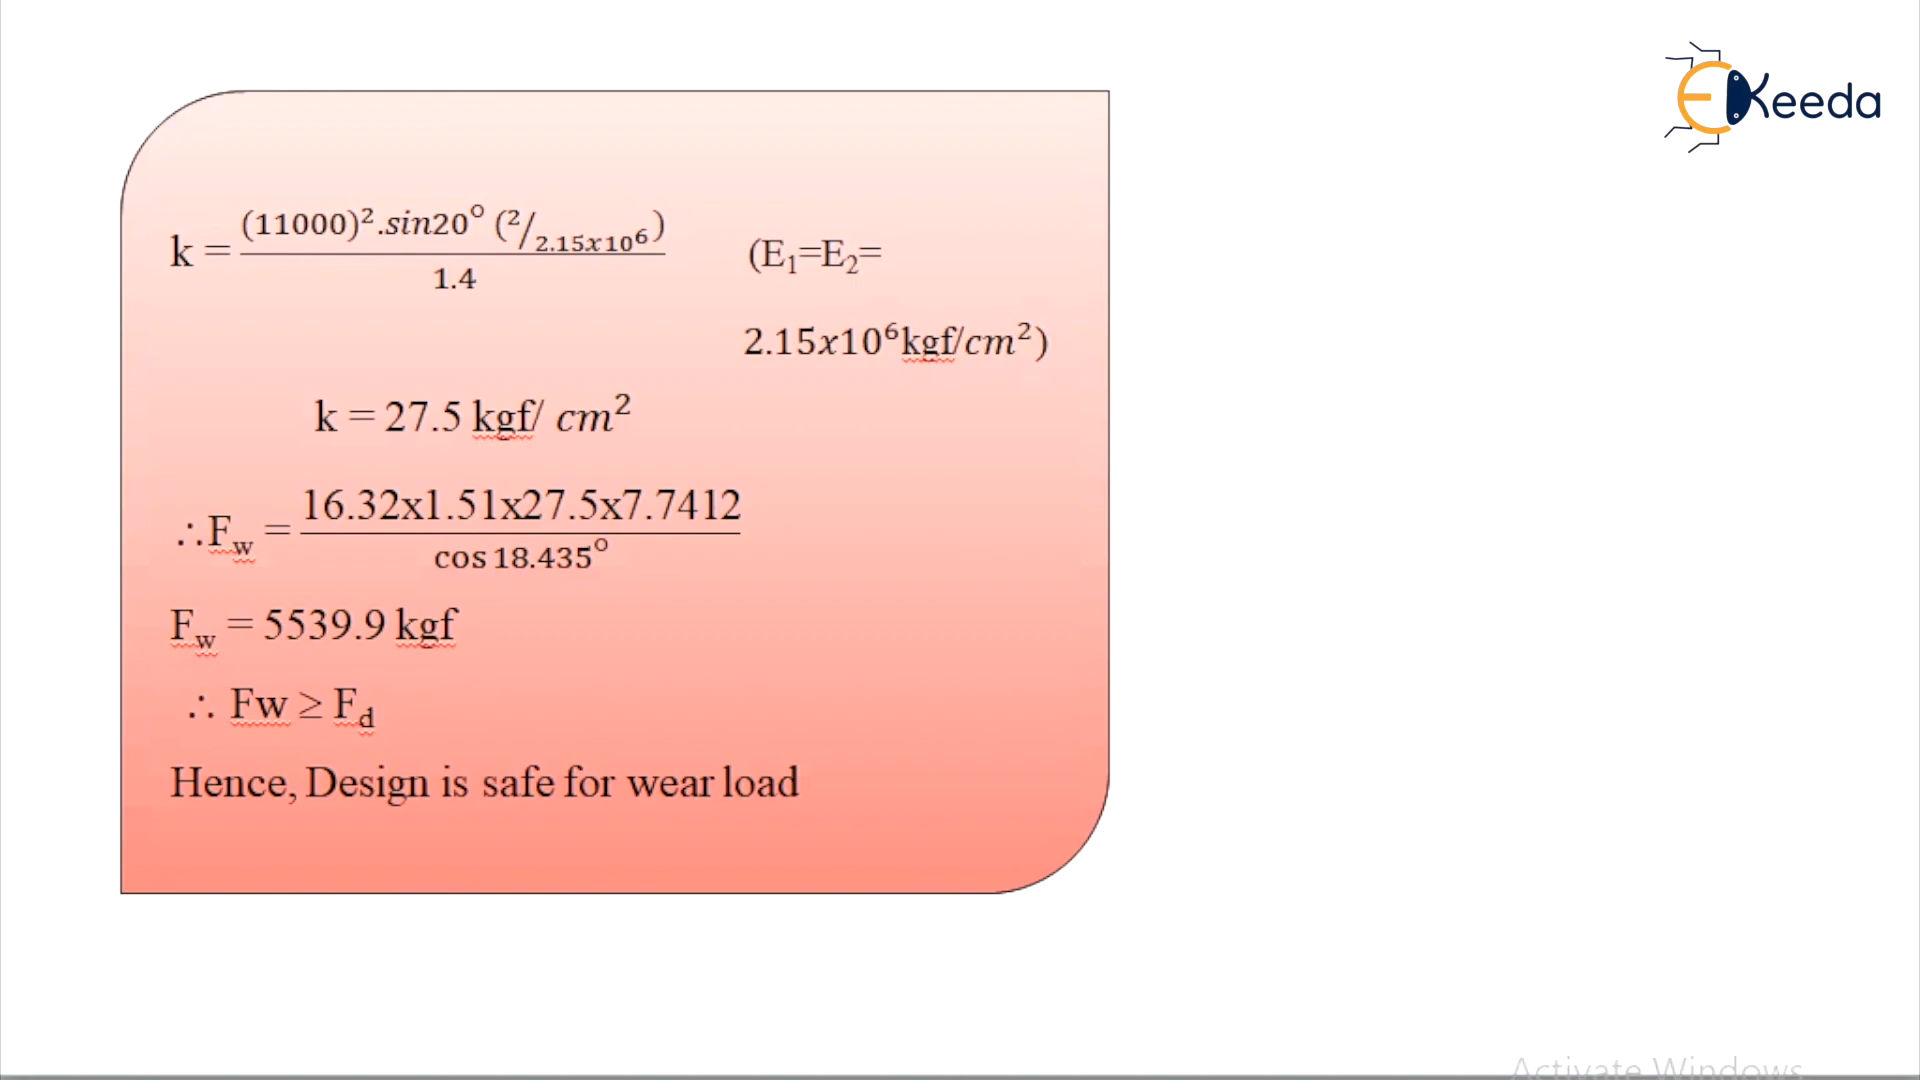 EKeeda
k = (11000)².sin20° (2/2.15x10⁶) / 1.4 (E₁=E₂=
2.15x10⁶kgf/cm²)
k = 27.5 kgf/ cm²
∴F_w = 16.32x1.51x27.5x7.7412 / cos 18.435°
F_w = 5539.9 kgf
∴ Fw ≥ F_d
Hence, Design is safe for wear load
Activate Windows